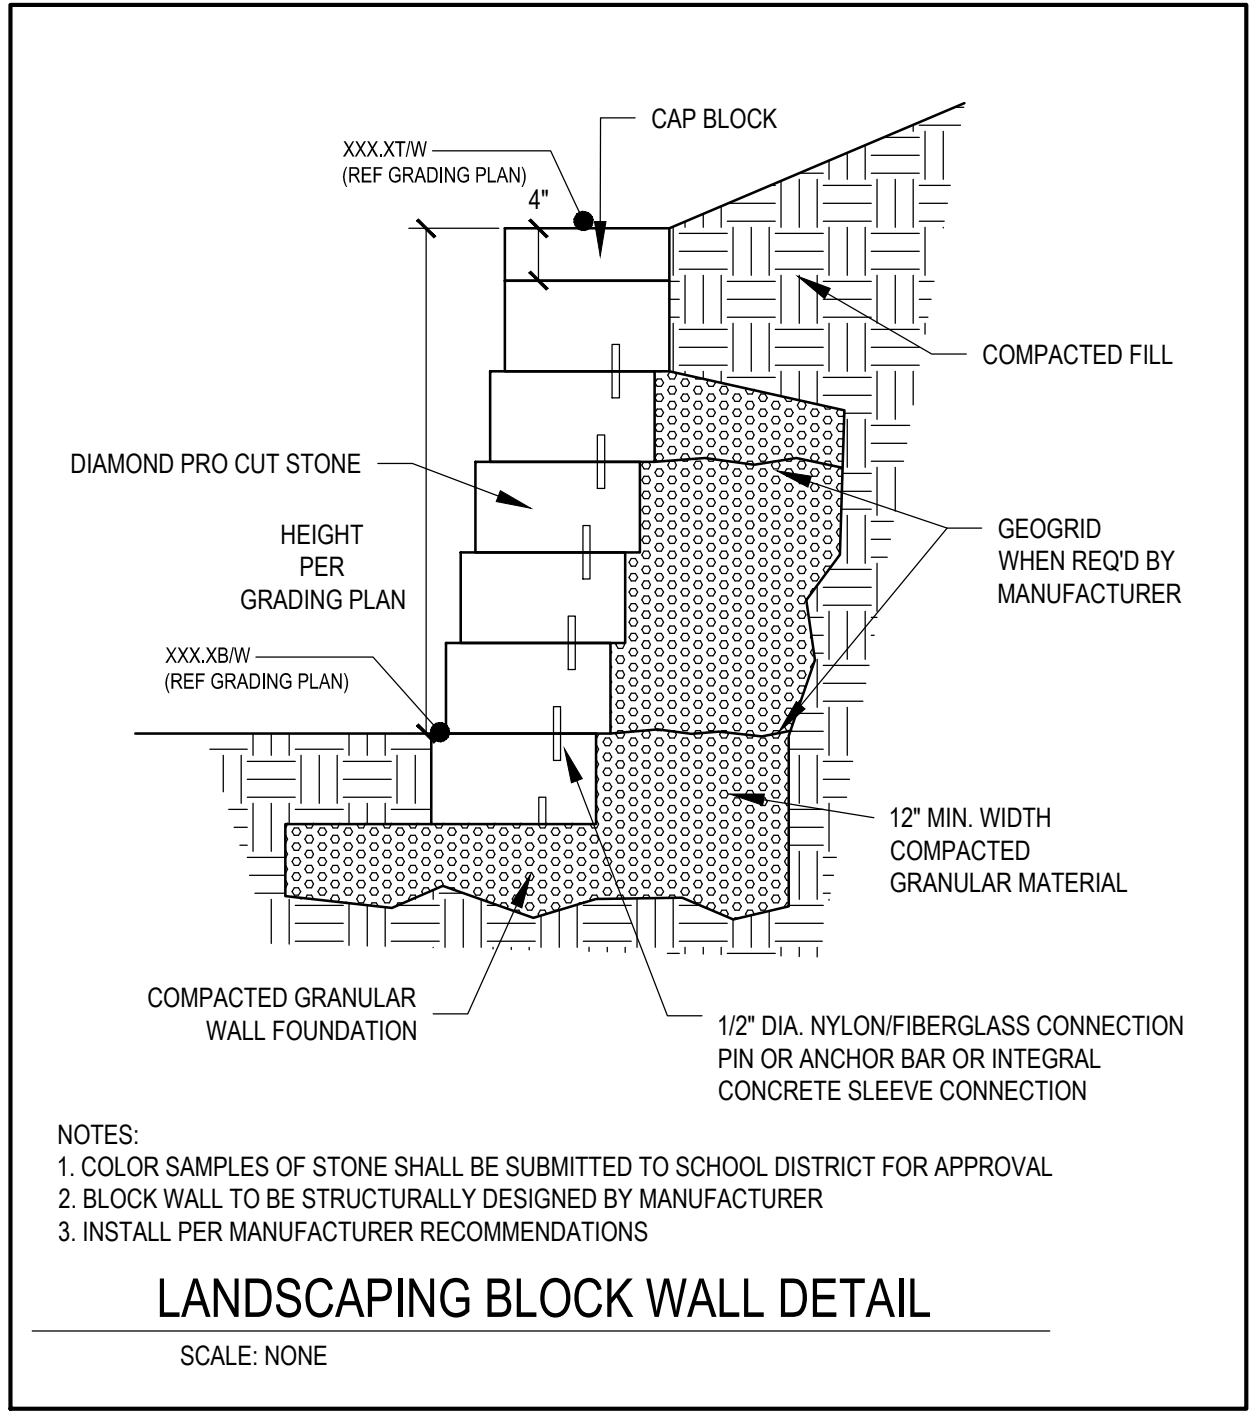 CAP BLOCK
XXX.XT/W
(REF GRADING PLAN)
4"
COMPACTED FILL
DIAMOND PRO CUT STONE
HEIGHT
PER
GRADING PLAN
GEOGRID
WHEN REQ'D BY
MANUFACTURER
XXX.XB/W
(REF GRADING PLAN)
12" MIN. WIDTH
COMPACTED
GRANULAR MATERIAL
COMPACTED GRANULAR
WALL FOUNDATION
1/2" DIA. NYLON/FIBERGLASS CONNECTION
PIN OR ANCHOR BAR OR INTEGRAL
CONCRETE SLEEVE CONNECTION
NOTES:
1. COLOR SAMPLES OF STONE SHALL BE SUBMITTED TO SCHOOL DISTRICT FOR APPROVAL
2. BLOCK WALL TO BE STRUCTURALLY DESIGNED BY MANUFACTURER
3. INSTALL PER MANUFACTURER RECOMMENDATIONS
LANDSCAPING BLOCK WALL DETAIL
SCALE: NONE